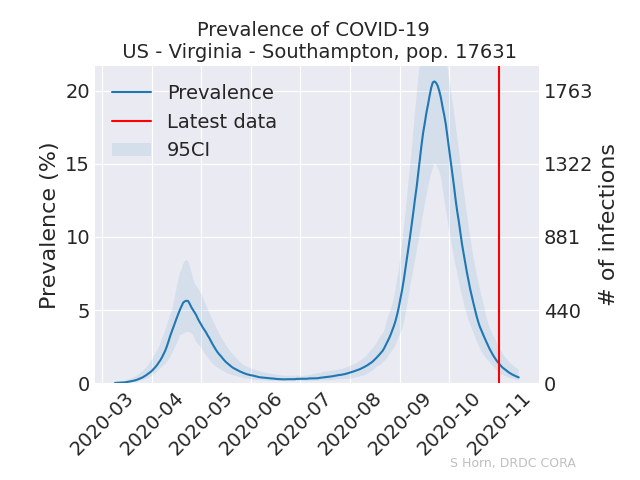 Prevalence of COVID-19
US - Virginia - Southampton, pop. 17631
Prevalence
Latest data
95CI
Prevalence (%)
20
15
10
5
0
1763
1322
881
440
0
# of infections
2020-03
2020-04
2020-05
2020-06
2020-07
2020-08
2020-09
2020-10
2020-11
S Horn, DRDC CORA